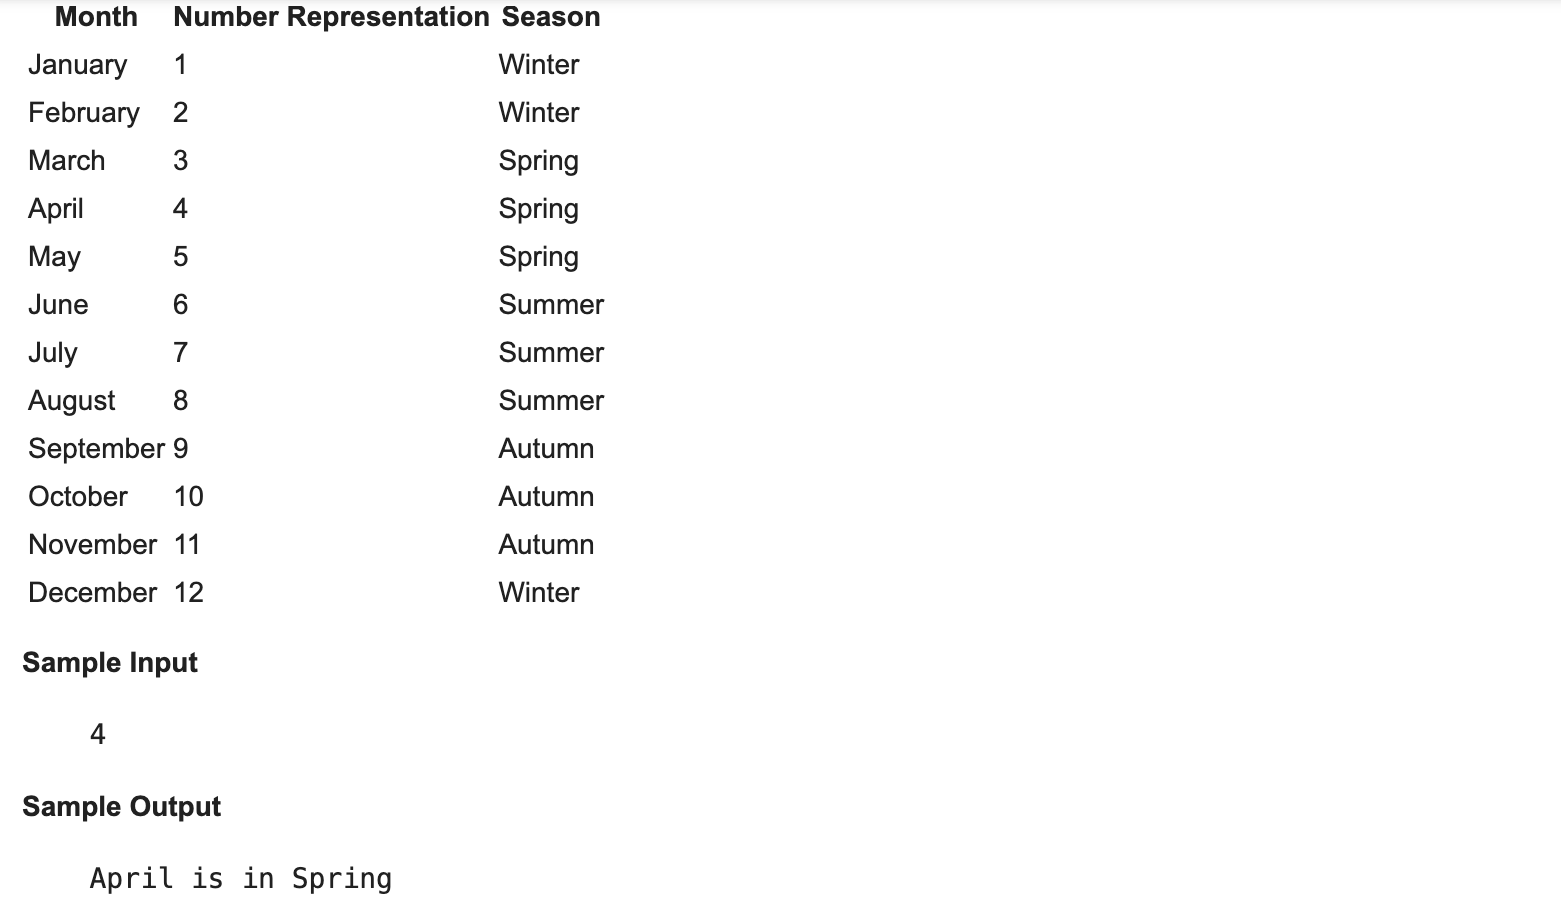 Month Number Representation Season
January 1 Winter
February 2 Winter
March 3 Spring
April 4 Spring
May 5 Spring
June 6 Summer
July 7 Summer
August 8 Summer
September 9 Autumn
October 10 Autumn
November 11 Autumn
December 12 Winter
Sample Input
4
Sample Output
April is in Spring